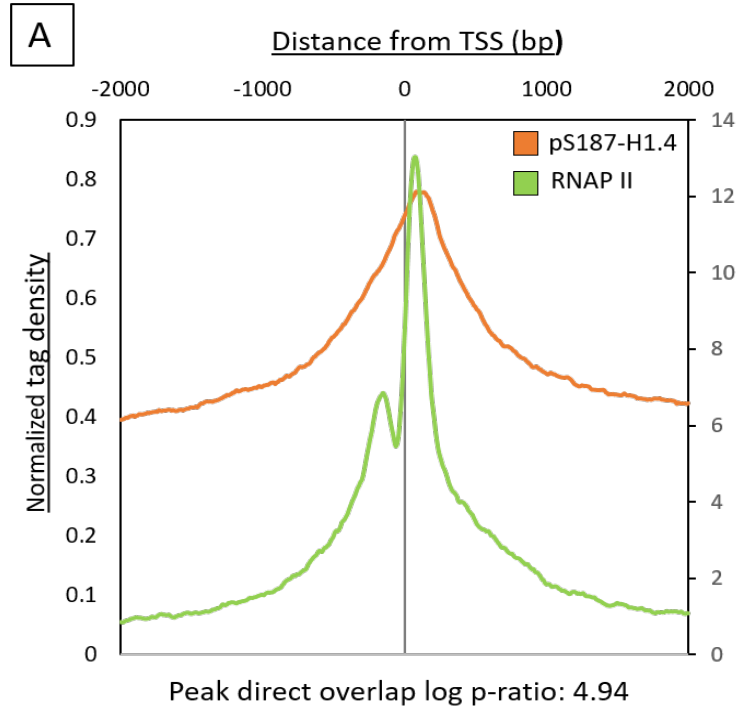 A
Distance from TSS (bp)
-2000 -1000 0 1000 2000
0.9 14
pS187-H1.4
RNAP II
0.8
12
0.7
10
0.6
8
0.5
0.4
6
0.3
4
0.2
2
0.1
0 0
Normalized tag density
Peak direct overlap log p-ratio: 4.94